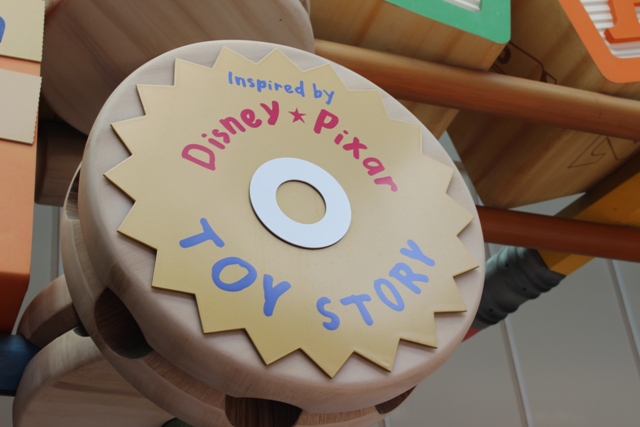 Inspired by
Disney★Pixar
TOY STORY